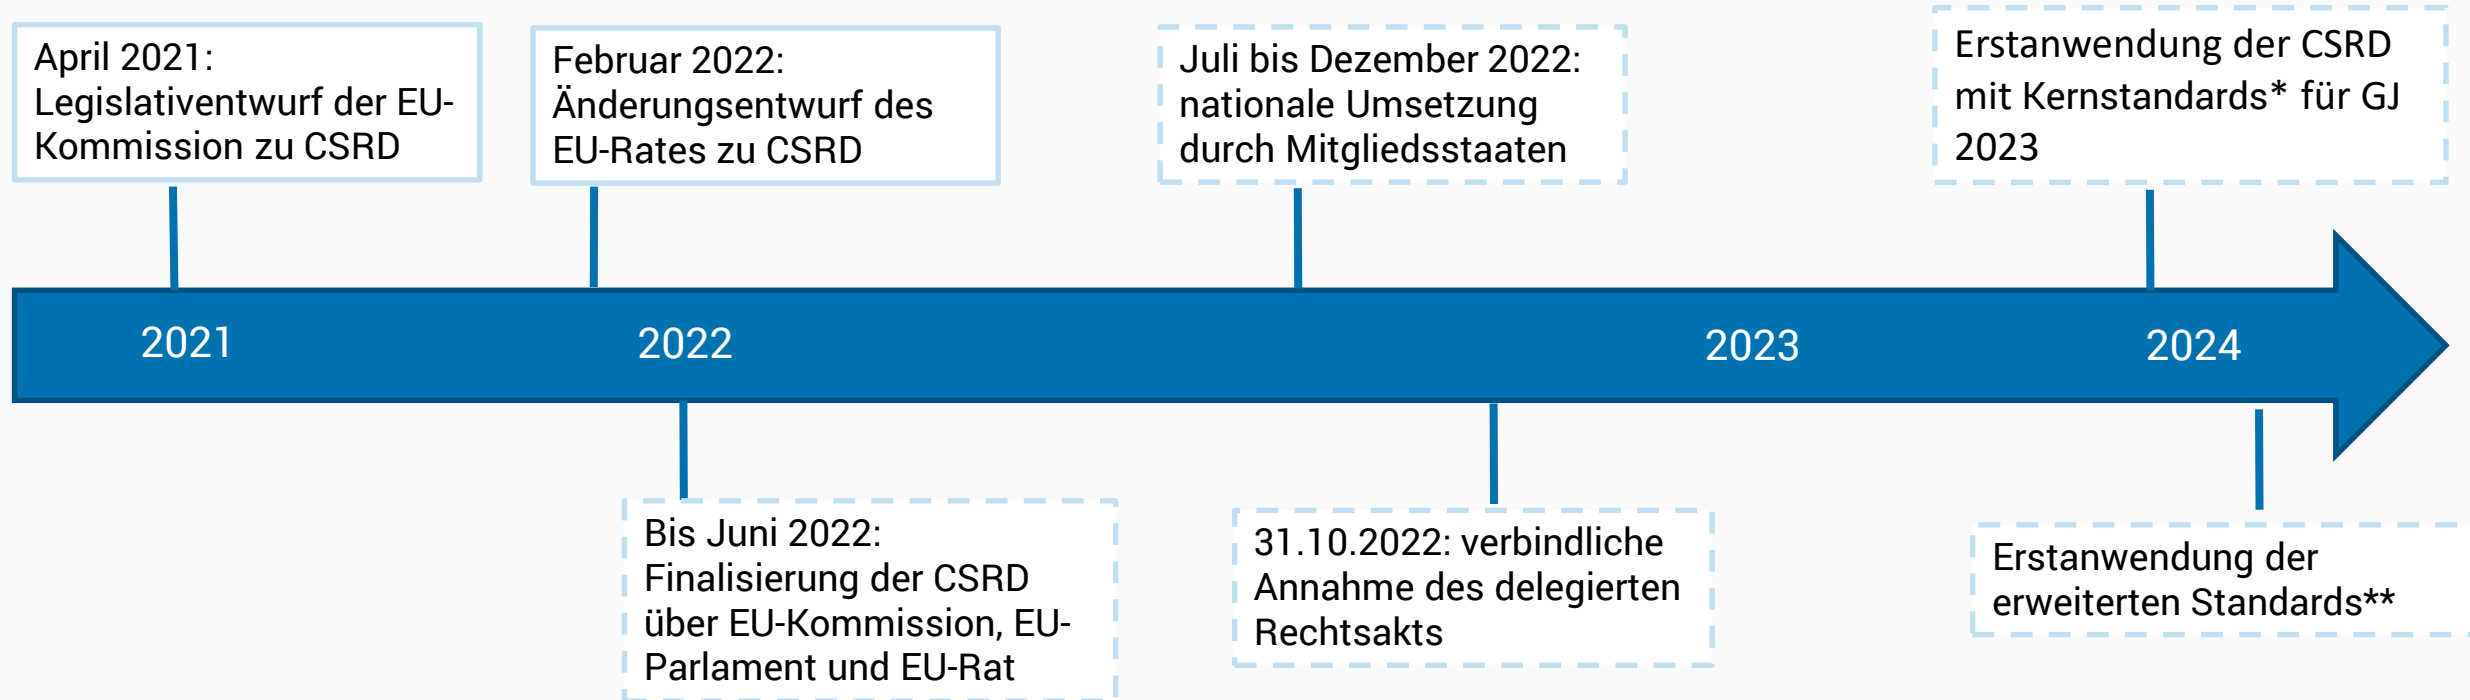 April 2021:
Legislativentwurf der EU-
Kommission zu CSRD
Februar 2022:
Änderungsentwurf des
EU-Rates zu CSRD
Juli bis Dezember 2022:
nationale Umsetzung
durch Mitgliedsstaaten
Erstanwendung der CSRD
mit Kernstandards* für GJ
2023
2021
2022
2023
2024
Bis Juni 2022:
Finalisierung der CSRD
über EU-Kommission, EU-
Parlament und EU-Rat
31.10.2022: verbindliche
Annahme des delegierten
Rechtsakts
Erstanwendung der
erweiterten Standards**